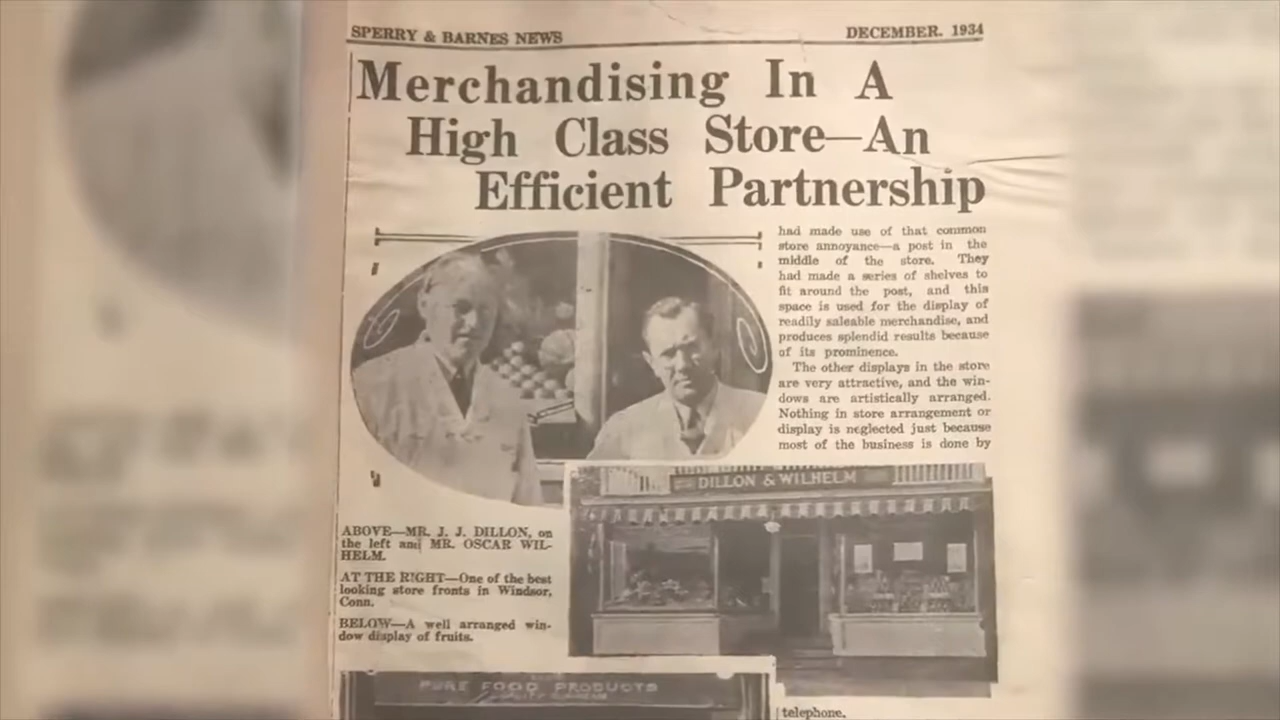 SPERRY & BARNES NEWS
DECEMBER. 1934
Merchandising In A
High Class Store—An
Efficient Partnership
had made use of that common
store annoyance—a post in the
middle of the store. They
had made a series of shelves to
fit around the post, and this
space is used for the display of
readily saleable merchandise, and
produces splendid results because
of its prominence.
The other displays in the store
are very attractive, and the win-
dows are artistically arranged.
Nothing in store arrangement or
display is neglected just because
most of the business is done by
DILLON & WILHELM
ABOVE—MR. J. J. DILLON, on
the left and MR. OSCAR WIL-
HELM.
AT THE RIGHT—One of the best
looking store fronts in Windsor,
Conn.
BELOW—A well arranged win-
dow display of fruits.
PURE FOOD PRODUCTS
telephone.